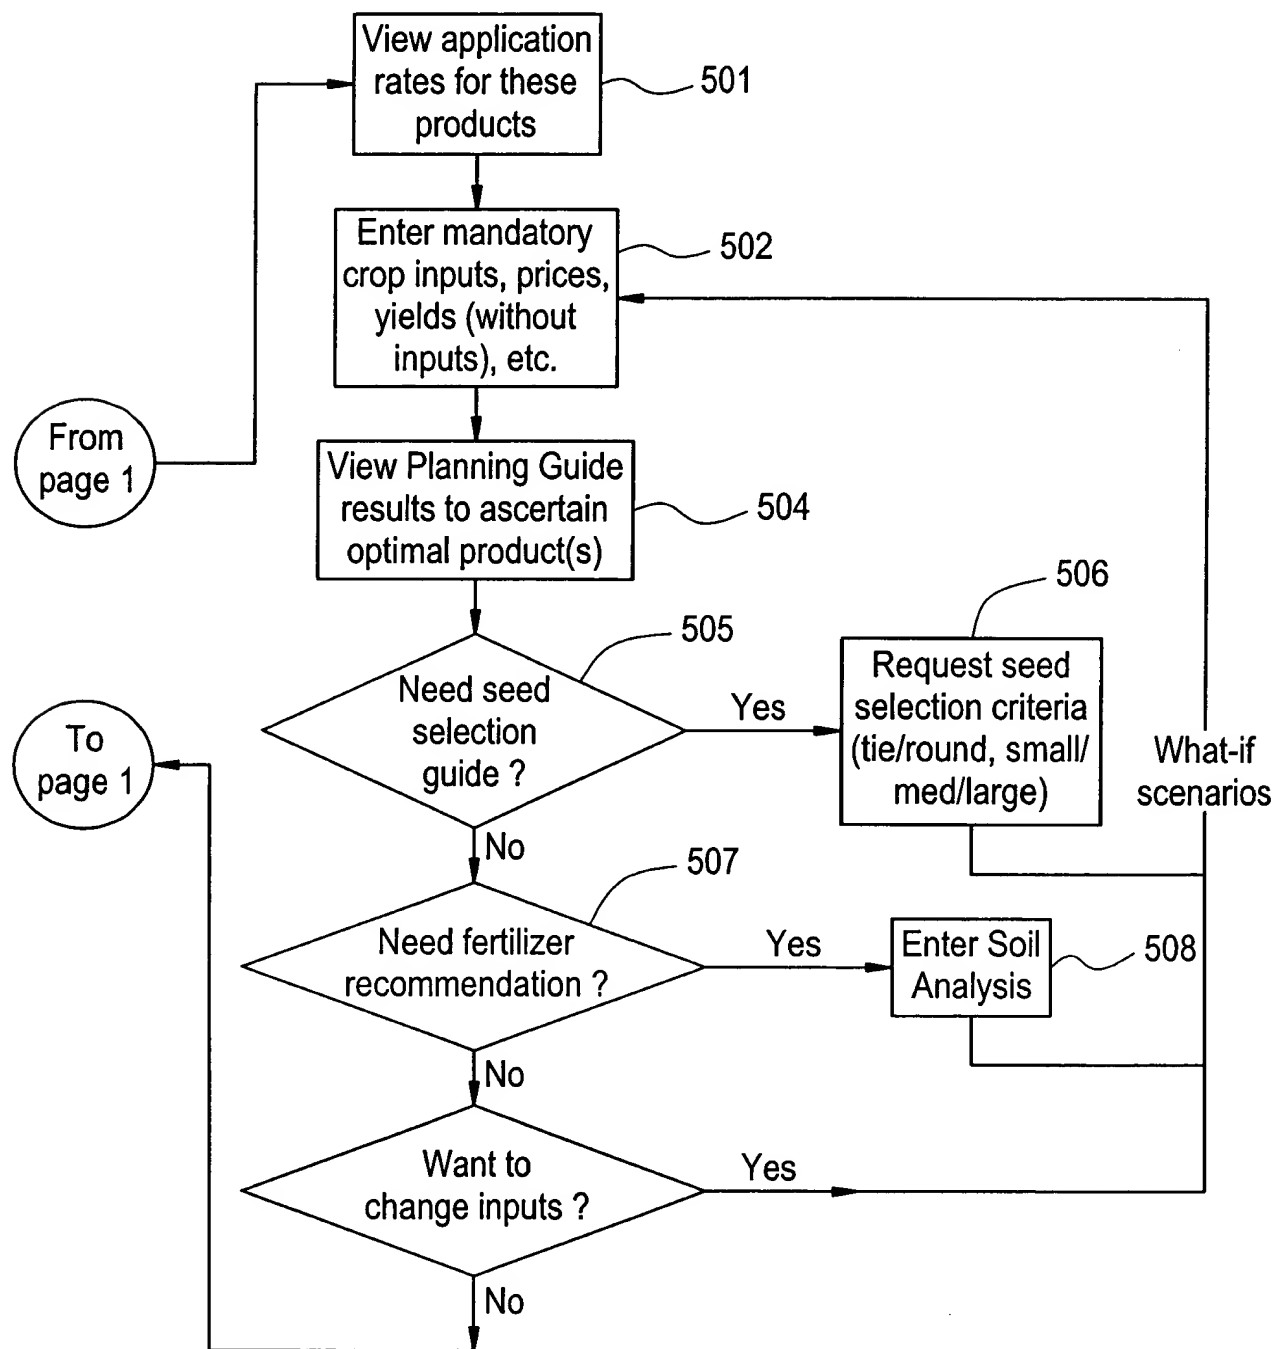 View application
rates for these
products
501
Enter mandatory
crop inputs, prices,
yields (without
inputs), etc.
502
From
page 1
View Planning Guide
results to ascertain
optimal product(s)
504
505
Need seed
selection
guide ?
Yes
506
Request seed
selection criteria
(tie/round, small/
med/large)
What-if
scenarios
To
page 1
No
507
Need fertilizer
recommendation ?
Yes
Enter Soil
Analysis
508
No
Want to
change inputs ?
Yes
No